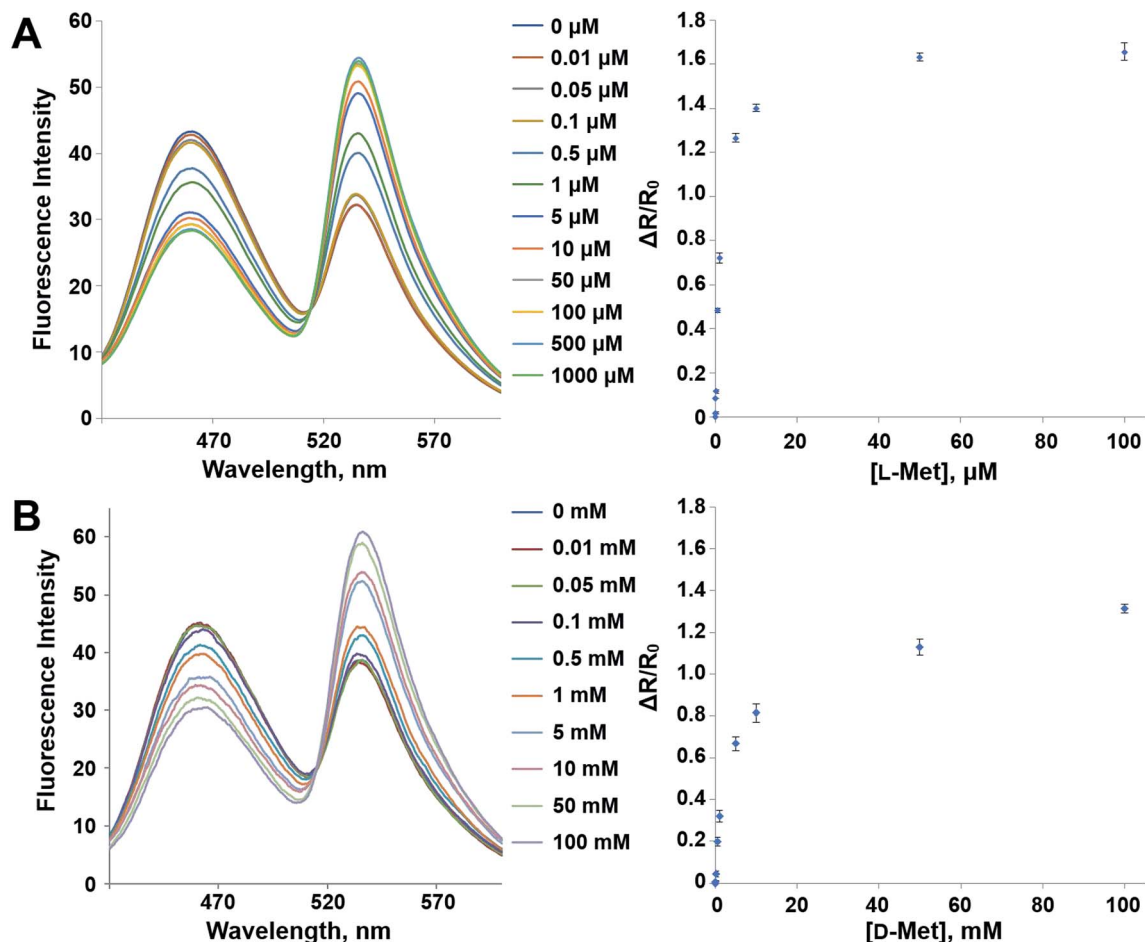 A
Fluorescence Intensity
60
50
40
30
20
10
0
470
520
570
Wavelength, nm
0 µM
0.01 µM
0.05 µM
0.1 µM
0.5 µM
1 µM
5 µM
10 µM
50 µM
100 µM
500 µM
1000 µM
ΔR/R₀
1.8
1.6
1.4
1.2
1.0
0.8
0.6
0.4
0.2
0
0
20
40
60
80
100
[L-Met], µM
B
Fluorescence Intensity
60
50
40
30
20
10
0
470
520
570
Wavelength, nm
0 mM
0.01 mM
0.05 mM
0.1 mM
0.5 mM
1 mM
5 mM
10 mM
50 mM
100 mM
ΔR/R₀
1.8
1.6
1.4
1.2
1.0
0.8
0.6
0.4
0.2
0
0
20
40
60
80
100
[D-Met], mM